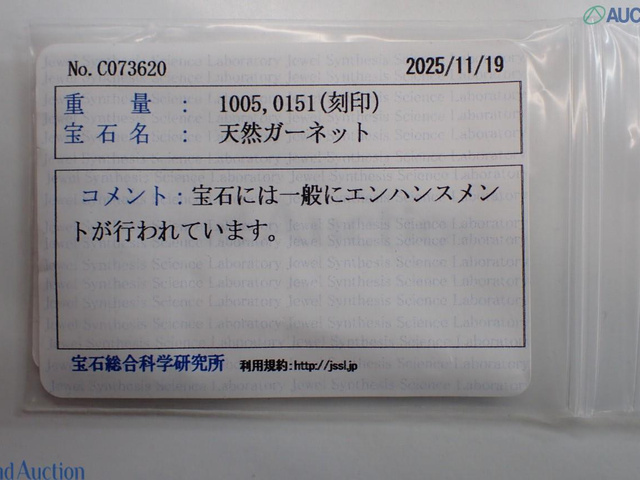 AUC
No.C073620
2025/11/19
重量：1005,0151(刻印)
宝石名：天然ガーネット
コメント：宝石には一般にエンハンスメン
トが行われています。
宝石総合科学研究所 利用規約：http://jssl.jp
nd Auction